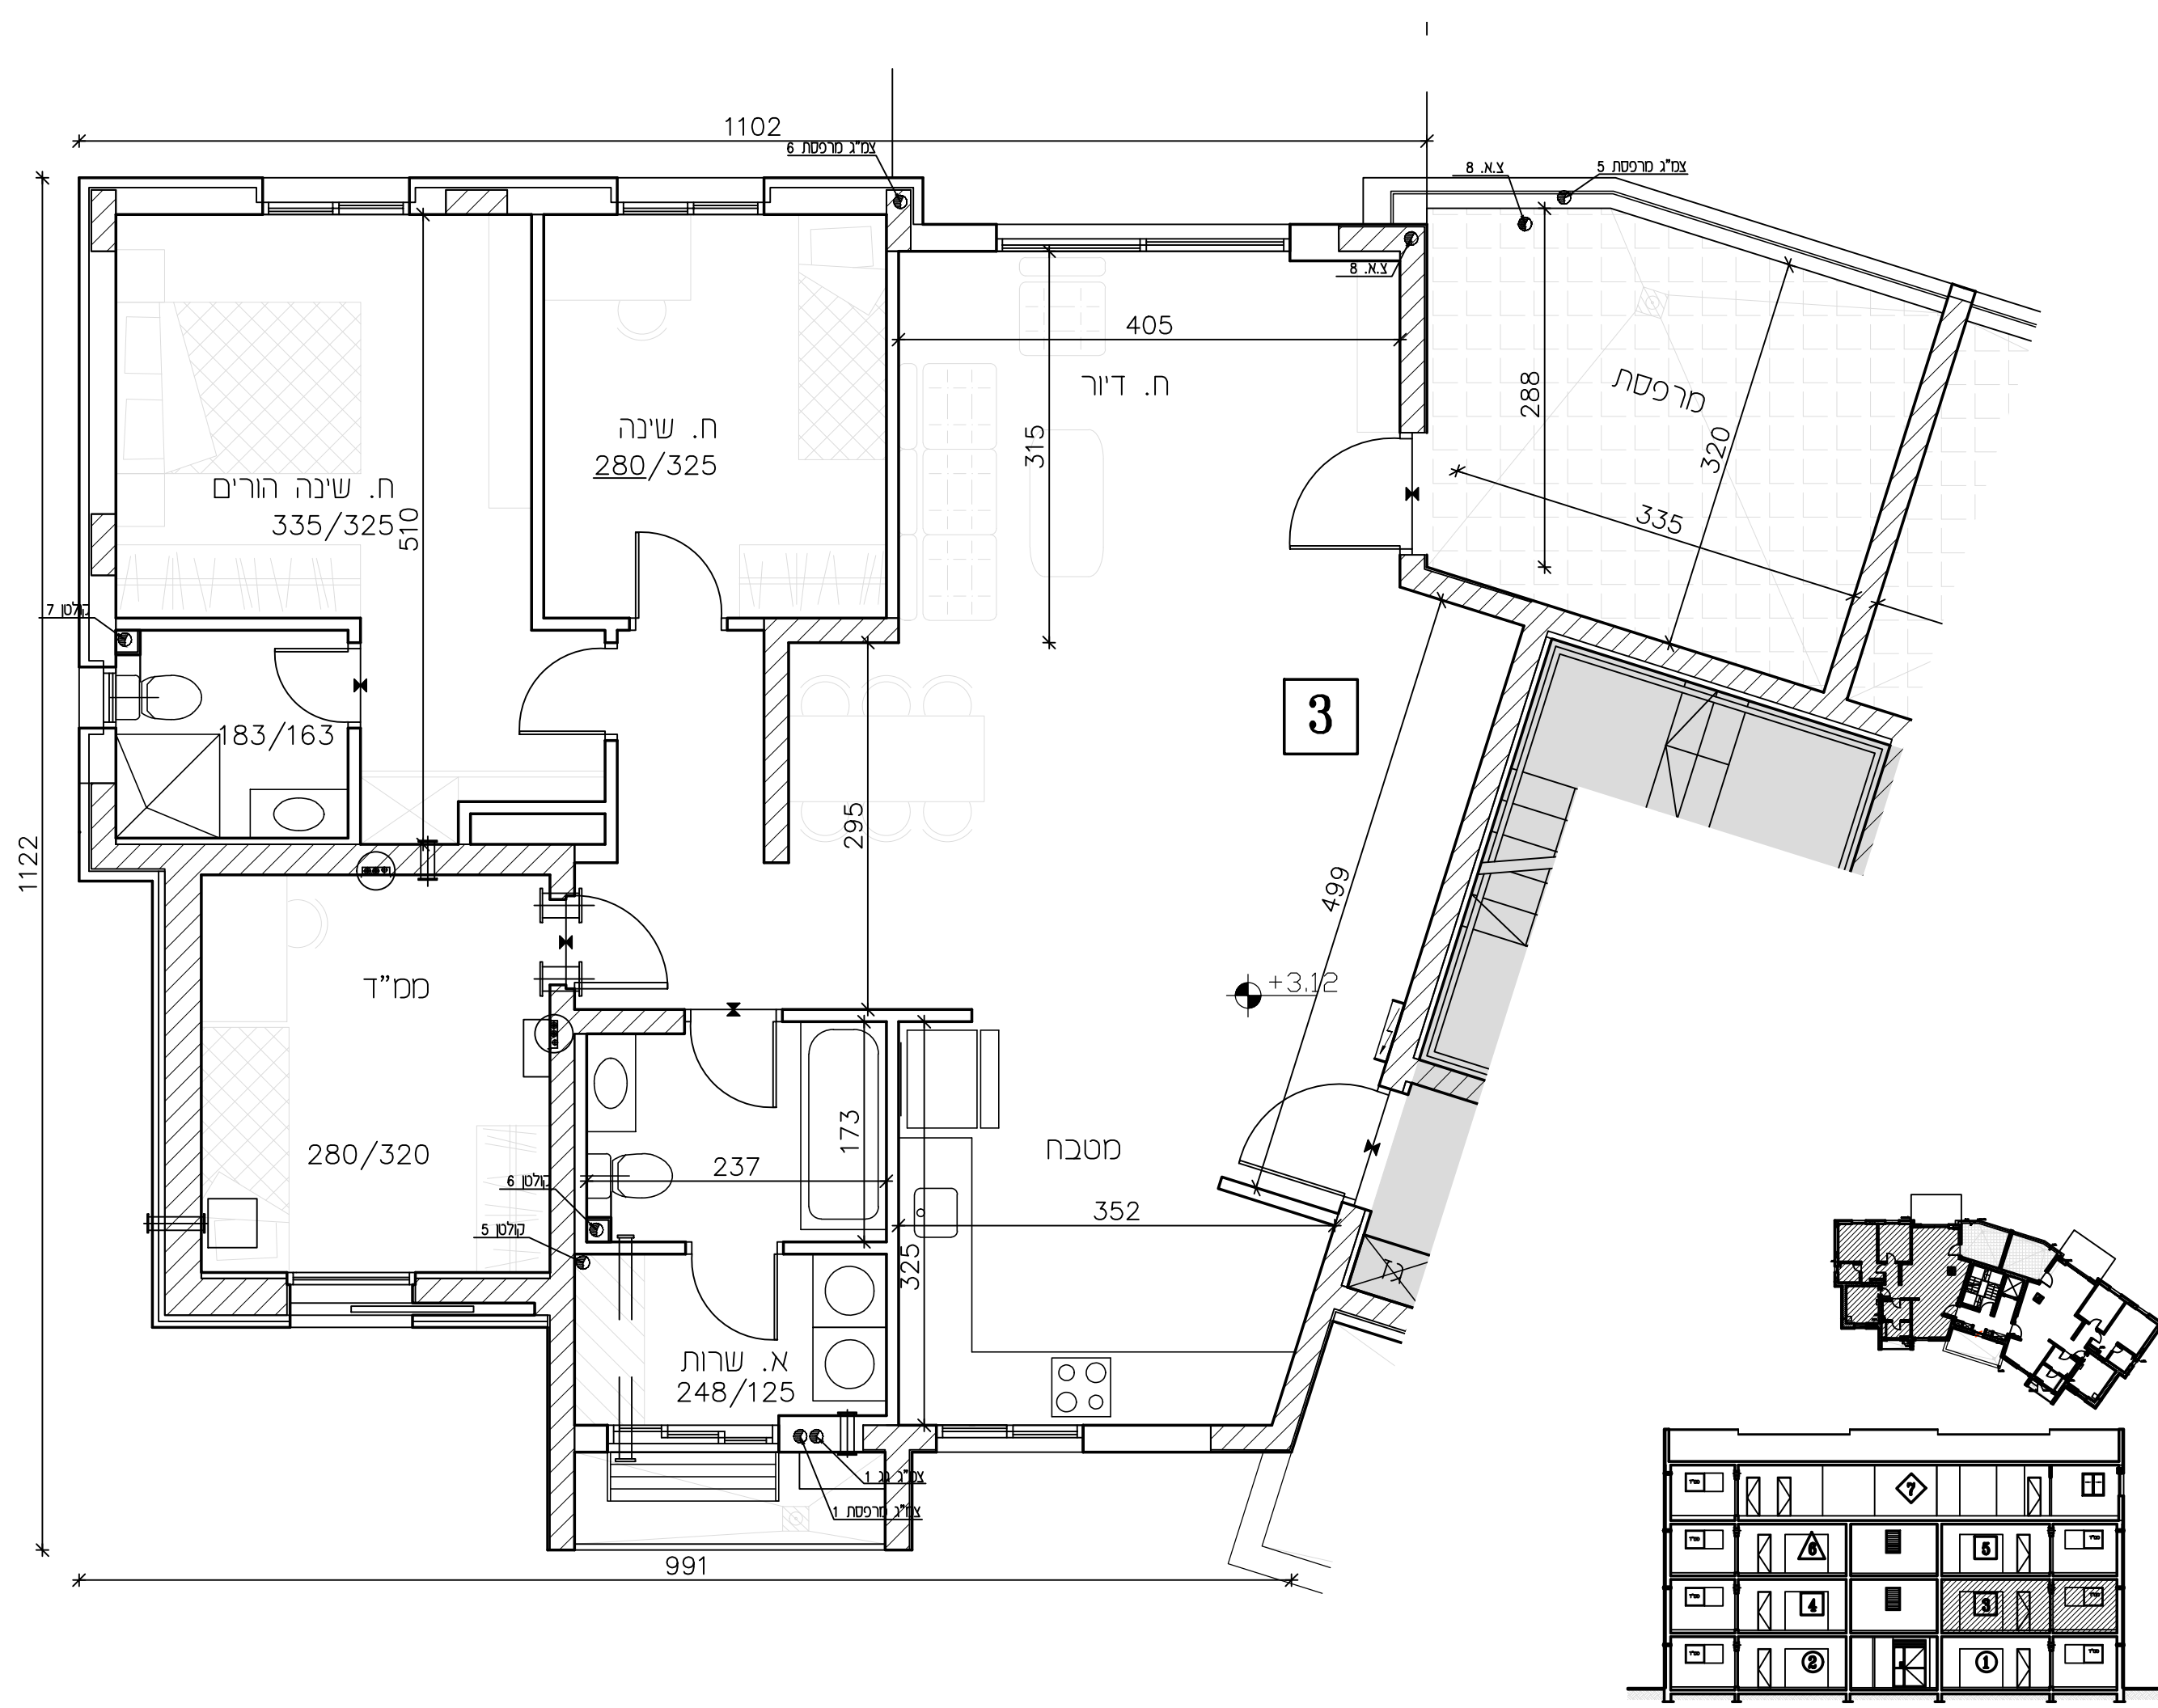 1102
צמ"ג מרפסת 6
צ.א. 8
צמ"ג מרפסת 5
צ.א. 8
405
ח. דיור
315
288
מרפסת
320
335
ח. שינה
280/325
ח. שינה הורים
335/325
510
קולטן 7
183/163
3
295
499
1122
+3.12
ממ"ד
280/320
173
237
מטבח
352
325
קולטן 6
קולטן 5
א. שרות
248/125
צמ"ג גג 1
צמ"ג מרפסת 1
991
גז
7
6
5
4
3
2
1